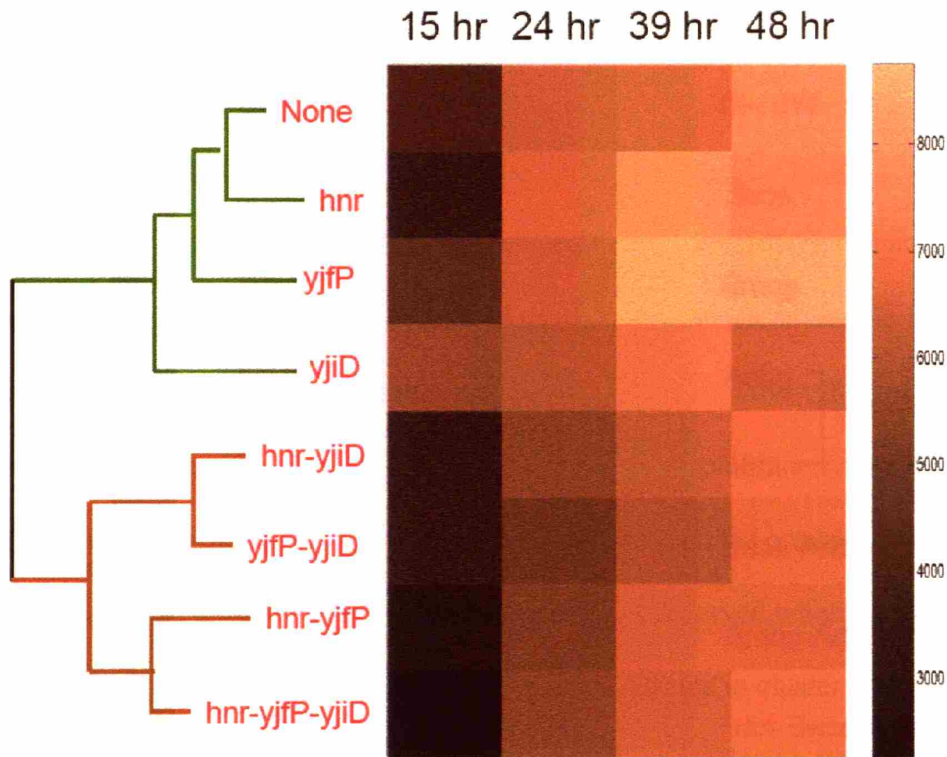 15 hr 24 hr 39 hr 48 hr
None
hnr
yjfP
yjiD
hnr-yjiD
yjfP-yjiD
hnr-yjfP
hnr-yjfP-yjiD
8000
7000
6000
5000
4000
3000